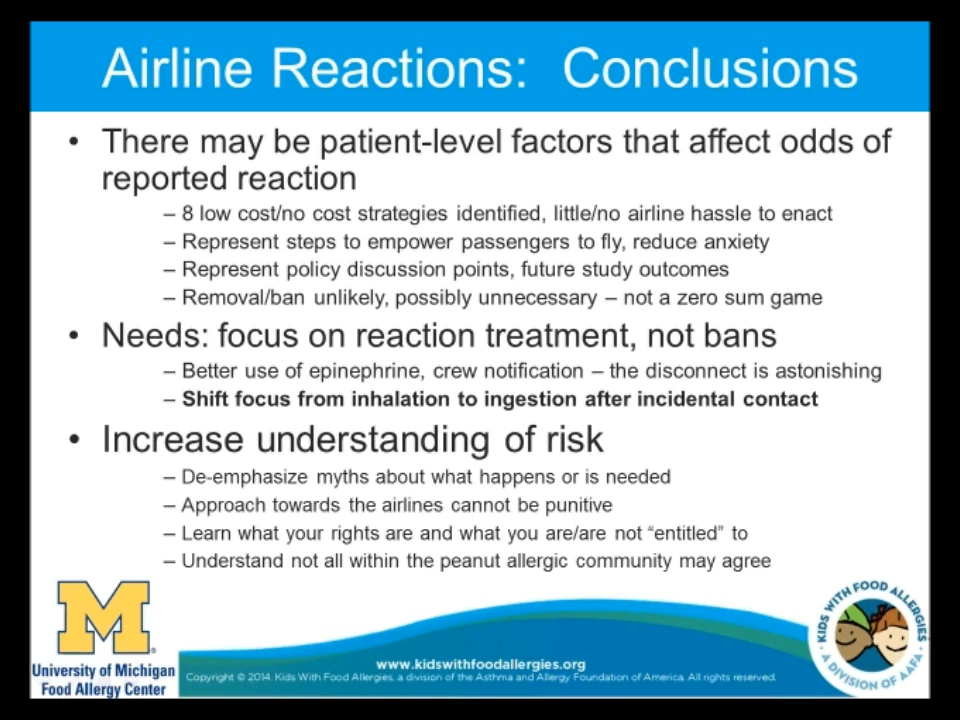 Airline Reactions: Conclusions
• There may be patient-level factors that affect odds of
reported reaction
– 8 low cost/no cost strategies identified, little/no airline hassle to enact
– Represent steps to empower passengers to fly, reduce anxiety
– Represent policy discussion points, future study outcomes
– Removal/ban unlikely, possibly unnecessary – not a zero sum game
• Needs: focus on reaction treatment, not bans
– Better use of epinephrine, crew notification – the disconnect is astonishing
– Shift focus from inhalation to ingestion after incidental contact
• Increase understanding of risk
– De-emphasize myths about what happens or is needed
– Approach towards the airlines cannot be punitive
– Learn what your rights are and what you are/are not “entitled” to
– Understand not all within the peanut allergic community may agree
M
®
University of Michigan
Food Allergy Center
www.kidswithfoodallergies.org
Copyright © 2014. Kids With Food Allergies, a division of the Asthma and Allergy Foundation of America. All rights reserved.
• KIDS WITH FOOD ALLERGIES •
A DIVISION OF AAFA